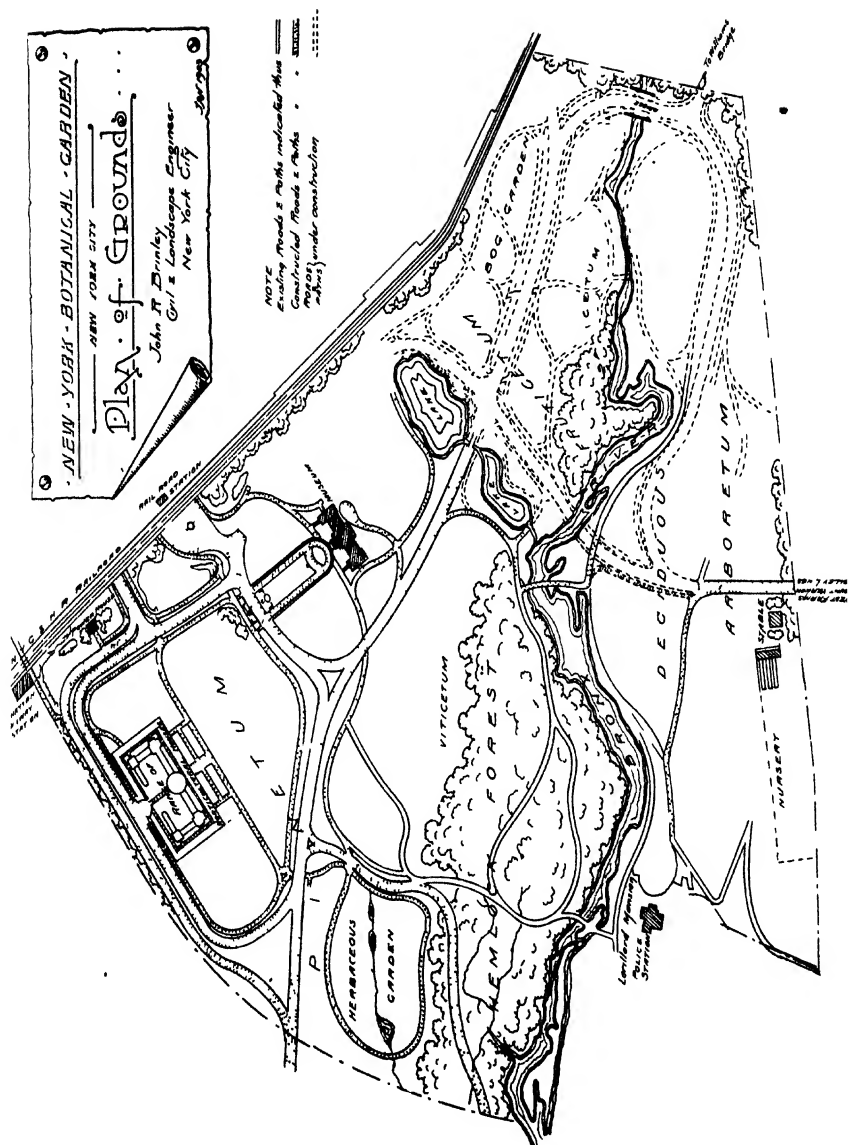 NEW · YORK · BOTANICAL · GARDEN
NEW YORK CITY
Plan · of · Grounds
John R Brinley
Civil & Landscape Engineer
New York City
NOTE
Existing Roads & Paths indicated thus
Constructed Roads & Paths " "
ROADS & PATHS } under construction
To Williams Bridge
BOG GARDEN
LAKE
RAIL ROAD STATION
MUSEUM
RIVER
DECIDUOUS
ARBORETUM
STABLE
NURSERY
VITICETUM
HEMLOCK FOREST
BRONX
PINETUM
HERBACEOUS GARDEN
Lorillard Mansion
POLICE STATION